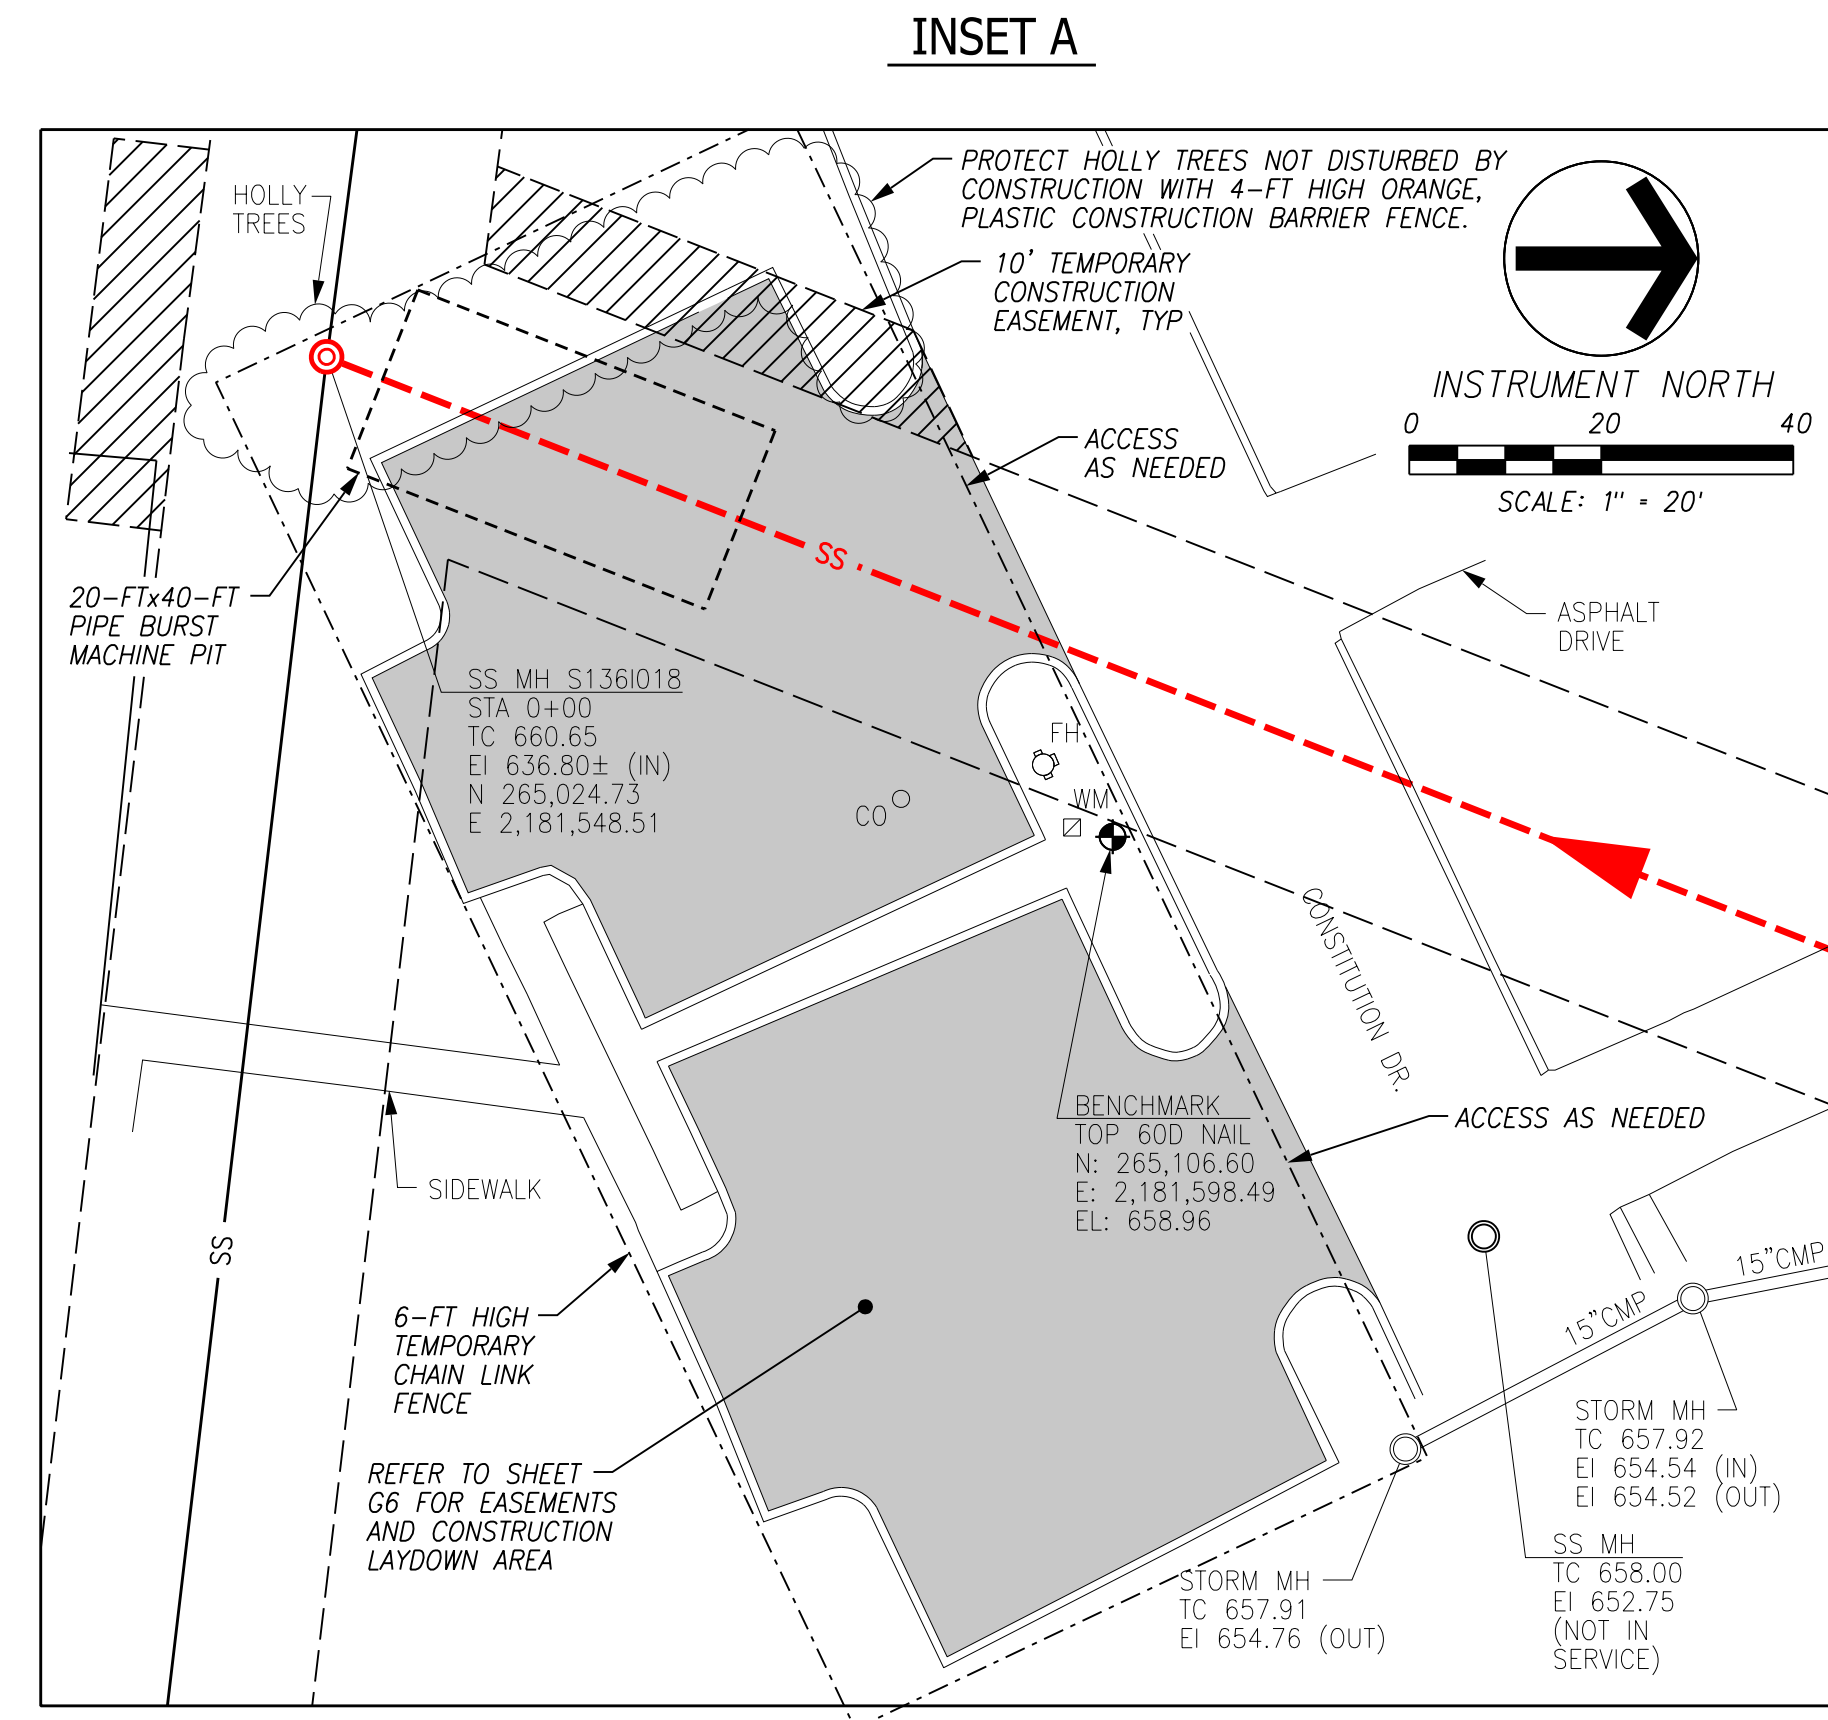 INSET A
HOLLY
TREES
PROTECT HOLLY TREES NOT DISTURBED BY
CONSTRUCTION WITH 4-FT HIGH ORANGE,
PLASTIC CONSTRUCTION BARRIER FENCE.
10' TEMPORARY
CONSTRUCTION
EASEMENT, TYP
INSTRUMENT NORTH
0 20 40
SCALE: 1" = 20'
ACCESS
AS NEEDED
SS
20-FTx40-FT
PIPE BURST
MACHINE PIT
ASPHALT
DRIVE
SS MH S136I018
STA 0+00
TC 660.65
EI 636.80± (IN)
N 265,024.73
E 2,181,548.51
FH
WM
CO
CONSTITUTION DR.
BENCHMARK
TOP 60D NAIL
N: 265,106.60
E: 2,181,598.49
EL: 658.96
ACCESS AS NEEDED
SIDEWALK
SS
6-FT HIGH
TEMPORARY
CHAIN LINK
FENCE
15"CMP
15"CMP
REFER TO SHEET
G6 FOR EASEMENTS
AND CONSTRUCTION
LAYDOWN AREA
STORM MH
TC 657.92
EI 654.54 (IN)
EI 654.52 (OUT)
SS MH
TC 658.00
EI 652.75
(NOT IN
SERVICE)
STORM MH
TC 657.91
EI 654.76 (OUT)